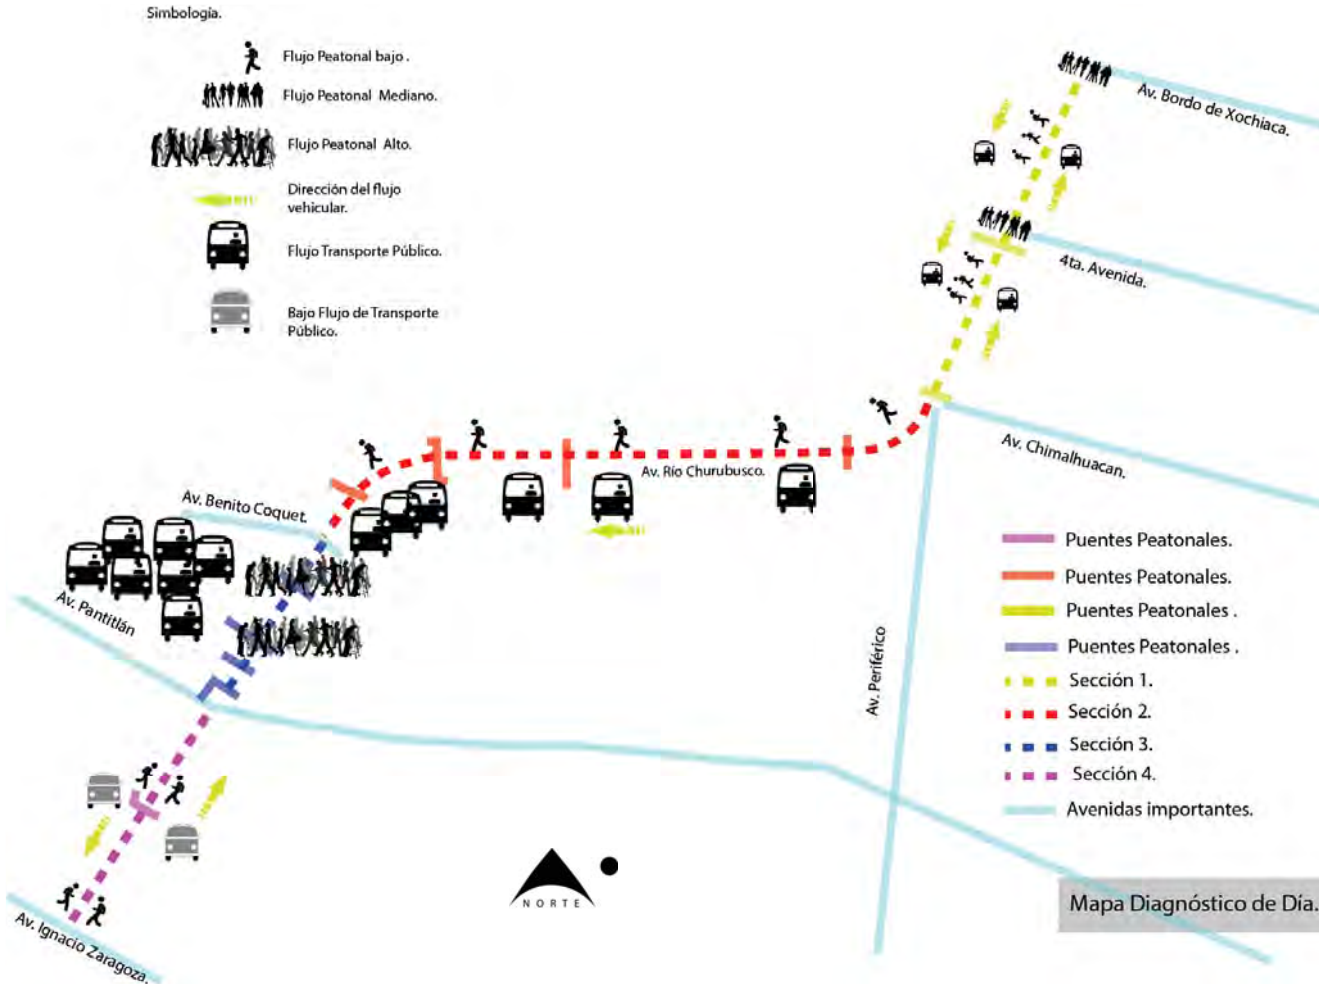 Simbología.
Flujo Peatonal bajo .
Flujo Peatonal Mediano.
Flujo Peatonal Alto.
Dirección del flujo
vehicular.
Flujo Transporte Público.
Bajo Flujo de Transporte
Público.
Av. Bordo de Xochiaca.
4ta. Avenida.
Av. Chimalhuacan.
Av. Río Churubusco.
Av. Benito Coquet.
Av. Pantitlán
Av. Periférico
Av. Ignacio Zaragoza.
NORTE
Puentes Peatonales.
Puentes Peatonales.
Puentes Peatonales .
Puentes Peatonales .
Sección 1.
Sección 2.
Sección 3.
Sección 4.
Avenidas importantes.
Mapa Diagnóstico de Día.